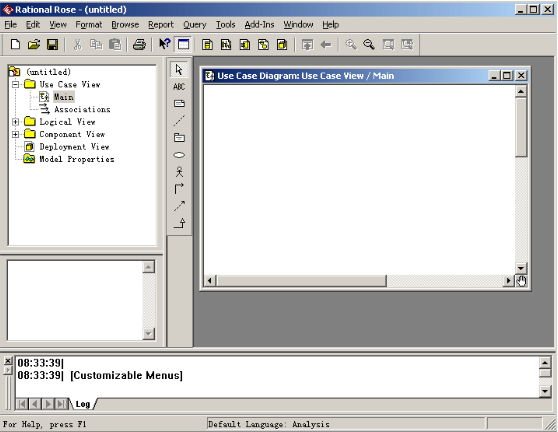 Rational Rose - (untitled)
File Edit View Format Browse Report Query Tools Add-Ins Window Help
(untitled)
Use Case View
Main
Associations
Logical View
Component View
Deployment View
Model Properties
ABC
Use Case Diagram: Use Case View / Main
08:33:39|
08:33:39| [Customizable Menus]
Log
For Help, press F1
Default Language: Analysis